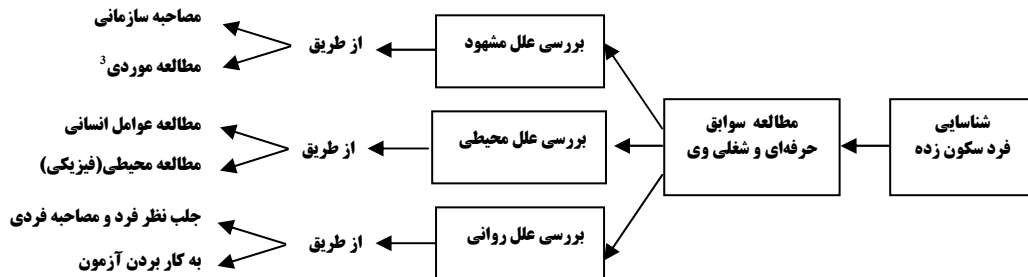 شناسایی
فرد سکون زده
مطالعه سوابق
حرفه‌ای و شغلی وی
بررسی علل مشهود
از طریق
مصاحبه سازمانی
مطالعه موردی³
بررسی علل محیطی
از طریق
مطالعه عوامل انسانی
مطالعه محیطی(فیزیکی)
بررسی علل روانی
از طریق
جلب نظر فرد و مصاحبه فردی
به کار بردن آزمون